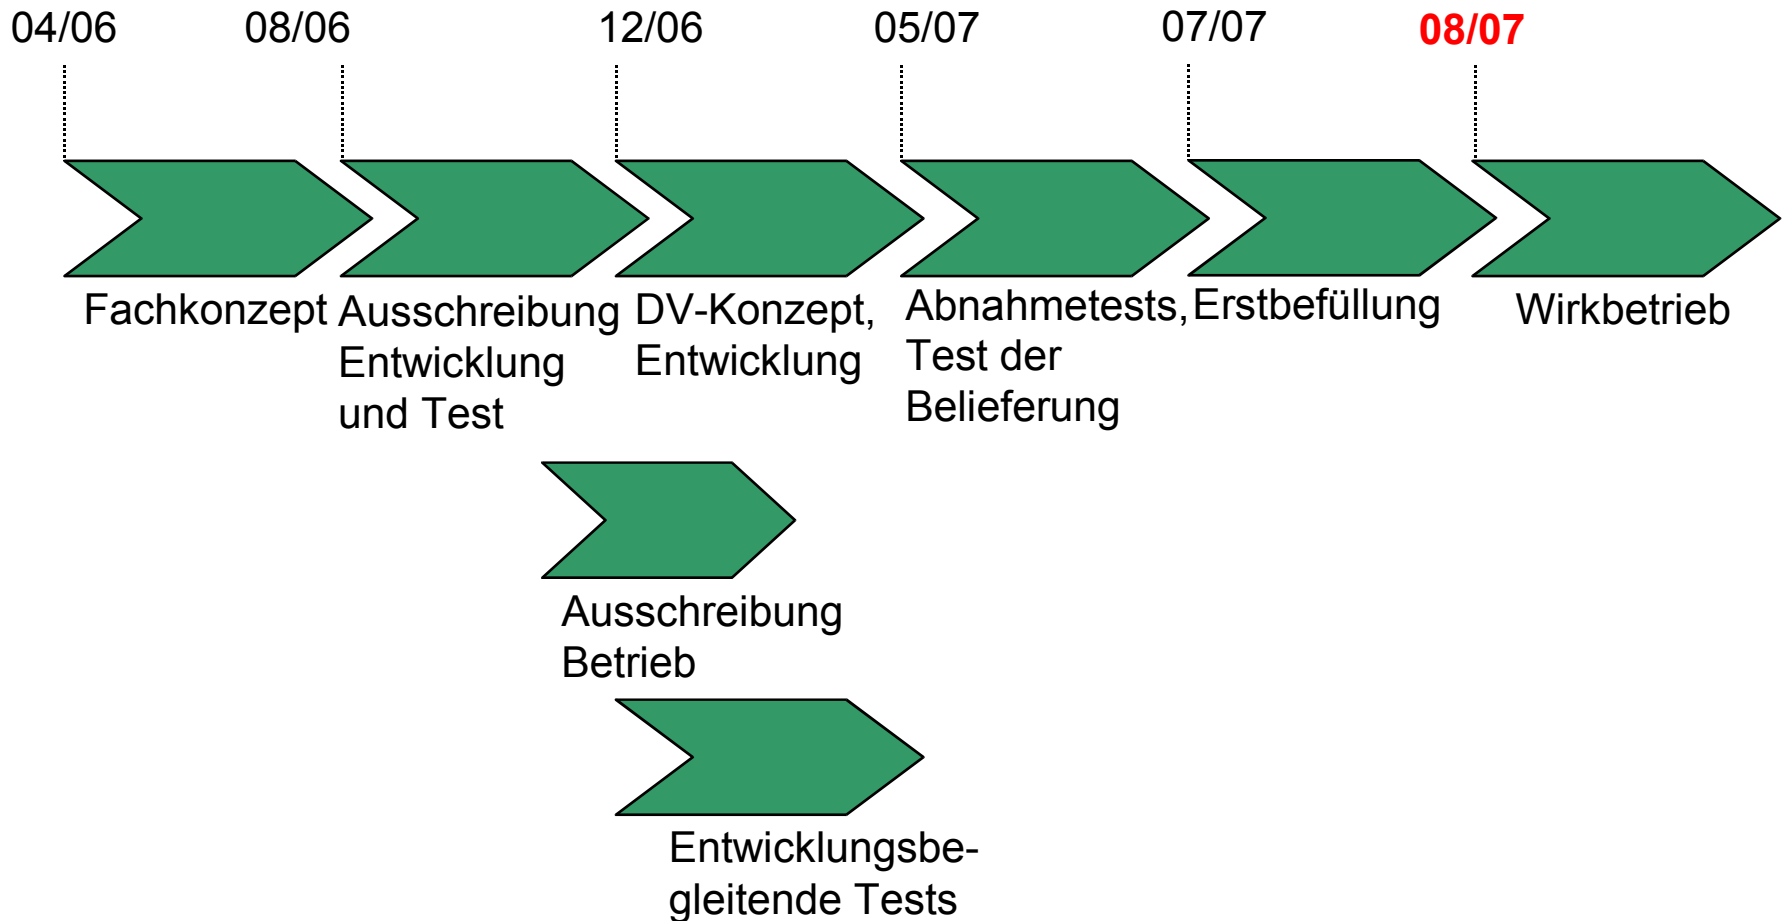 04/06 08/06 12/06 05/07 07/07 08/07
Fachkonzept
Ausschreibung
Entwicklung
und Test
DV-Konzept,
Entwicklung
Abnahmetests,
Test der
Belieferung
Erstbefüllung
Wirkbetrieb
Ausschreibung
Betrieb
Entwicklungsbe-
gleitende Tests